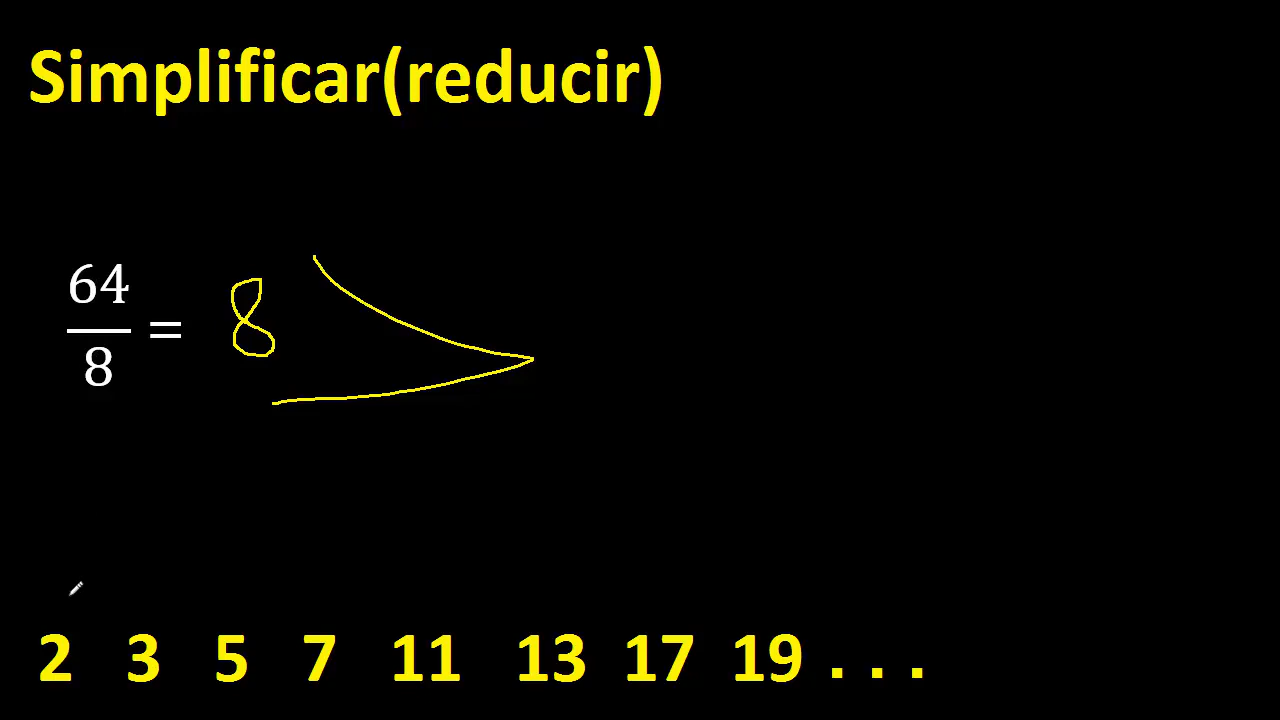 Simplificar(reducir)
64
8
= 8
2 3 5 7 11 13 17 19 . . .